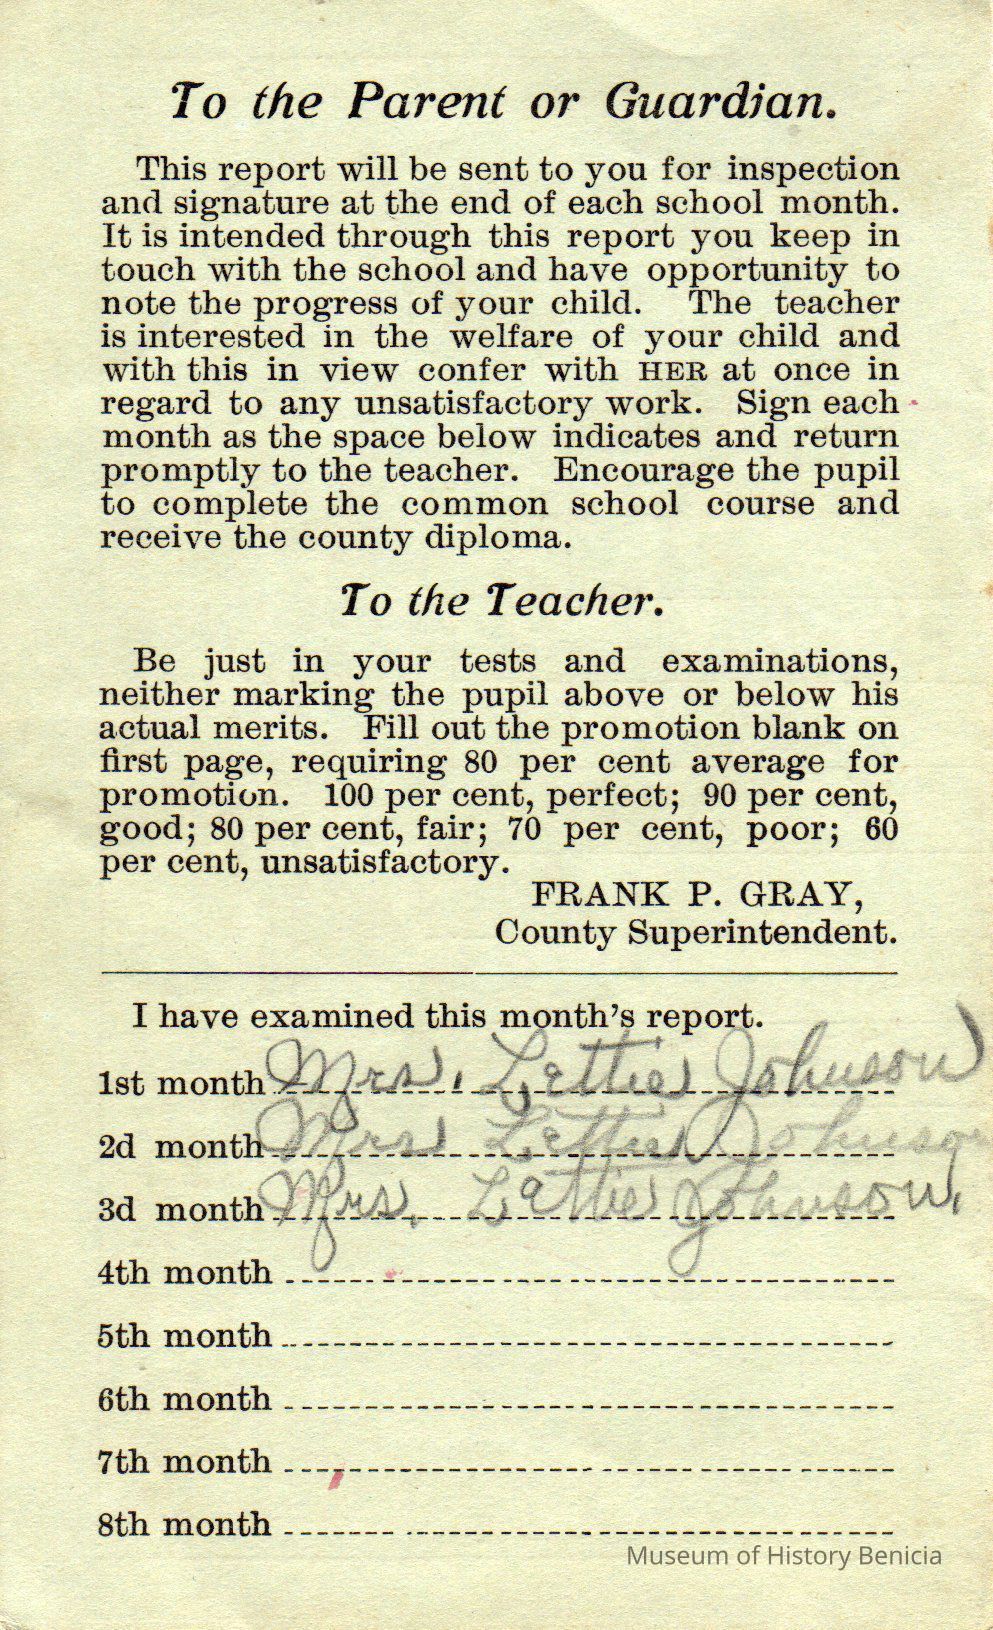 To the Parent or Guardian.
This report will be sent to you for inspection
and signature at the end of each school month.
It is intended through this report you keep in
touch with the school and have opportunity to
note the progress of your child. The teacher
is interested in the welfare of your child and
with this in view confer with HER at once in
regard to any unsatisfactory work. Sign each
month as the space below indicates and return
promptly to the teacher. Encourage the pupil
to complete the common school course and
receive the county diploma.
To the Teacher.
Be just in your tests and examinations,
neither marking the pupil above or below his
actual merits. Fill out the promotion blank on
first page, requiring 80 per cent average for
promotion. 100 per cent, perfect; 90 per cent,
good; 80 per cent, fair; 70 per cent, poor; 60
per cent, unsatisfactory.
FRANK P. GRAY,
County Superintendent.
I have examined this month's report.
1st month Mrs. Lettie Johnson
2d month Mrs Lettie Johnson
3d month Mrs. Lettie Johnson.
4th month
5th month
6th month
7th month
8th month
Museum of History Benicia